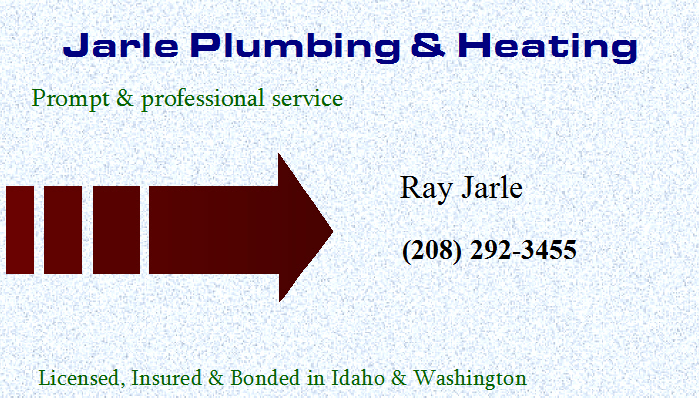 Jarle Plumbing & Heating
Prompt & professional service
Ray Jarle
(208) 292-3455
Licensed, Insured & Bonded in Idaho & Washington